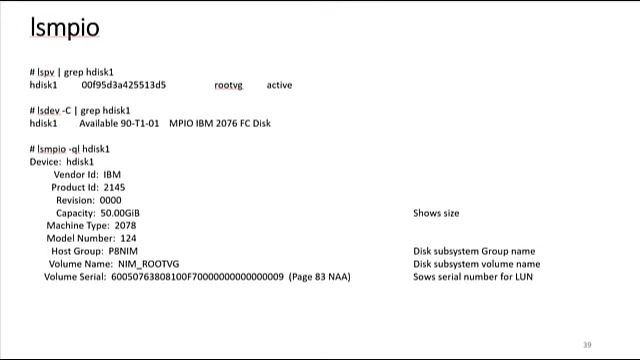 lsmpio
# lspv | grep hdisk1
hdisk1 00f95d3a425513d5 rootvg active
# lsdev -C | grep hdisk1
hdisk1 Available 90-T1-01 MPIO IBM 2076 FC Disk
# lsmpio -ql hdisk1
Device: hdisk1
Vendor Id: IBM
Product Id: 2145
Revision: 0000
Capacity: 50.00GiB Shows size
Machine Type: 2078
Model Number: 124
Host Group: P8NIM Disk subsystem Group name
Volume Name: NIM_ROOTVG Disk subsystem volume name
Volume Serial: 60050763808100F70000000000000009 (Page 83 NAA) Sows serial number for LUN
39